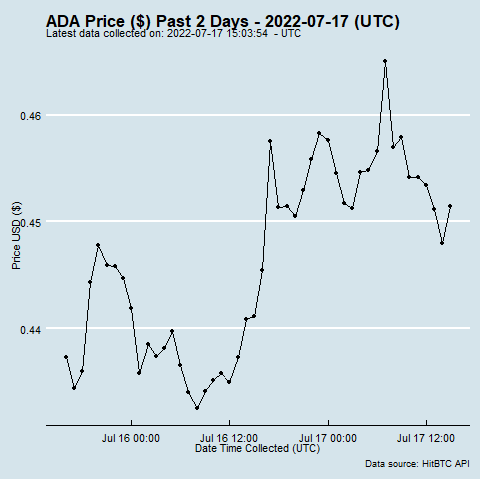 ADA Price ($) Past 2 Days - 2022-07-17 (UTC)
Latest data collected on: 2022-07-17 15:03:54 - UTC
0.46
0.45
0.44
Price USD ($)
Jul 16 00:00 Jul 16 12:00 Jul 17 00:00 Jul 17 12:00
Date Time Collected (UTC)
Data source: HitBTC API